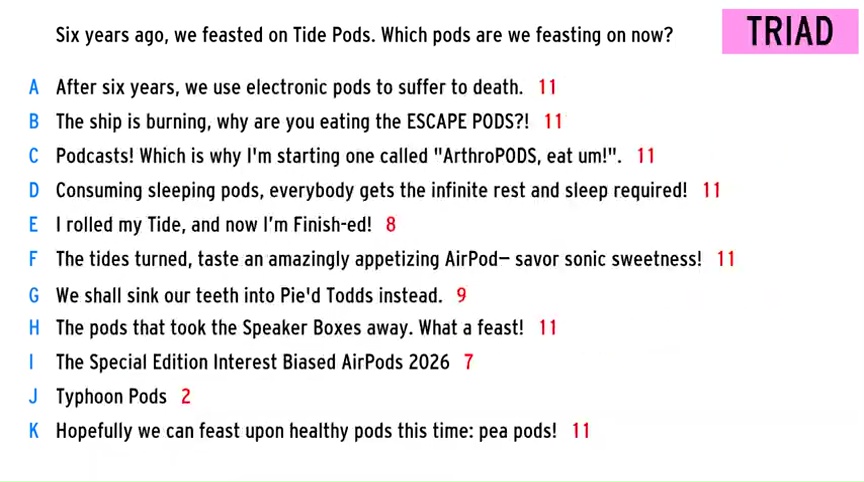 Six years ago, we feasted on Tide Pods. Which pods are we feasting on now?
TRIAD
A After six years, we use electronic pods to suffer to death. 11
B The ship is burning, why are you eating the ESCAPE PODS?! 11
C Podcasts! Which is why I'm starting one called "ArthroPODS, eat um!". 11
D Consuming sleeping pods, everybody gets the infinite rest and sleep required! 11
E I rolled my Tide, and now I'm Finish-ed! 8
F The tides turned, taste an amazingly appetizing AirPod– savor sonic sweetness! 11
G We shall sink our teeth into Pie'd Todds instead. 9
H The pods that took the Speaker Boxes away. What a feast! 11
I The Special Edition Interest Biased AirPods 2026 7
J Typhoon Pods 2
K Hopefully we can feast upon healthy pods this time: pea pods! 11